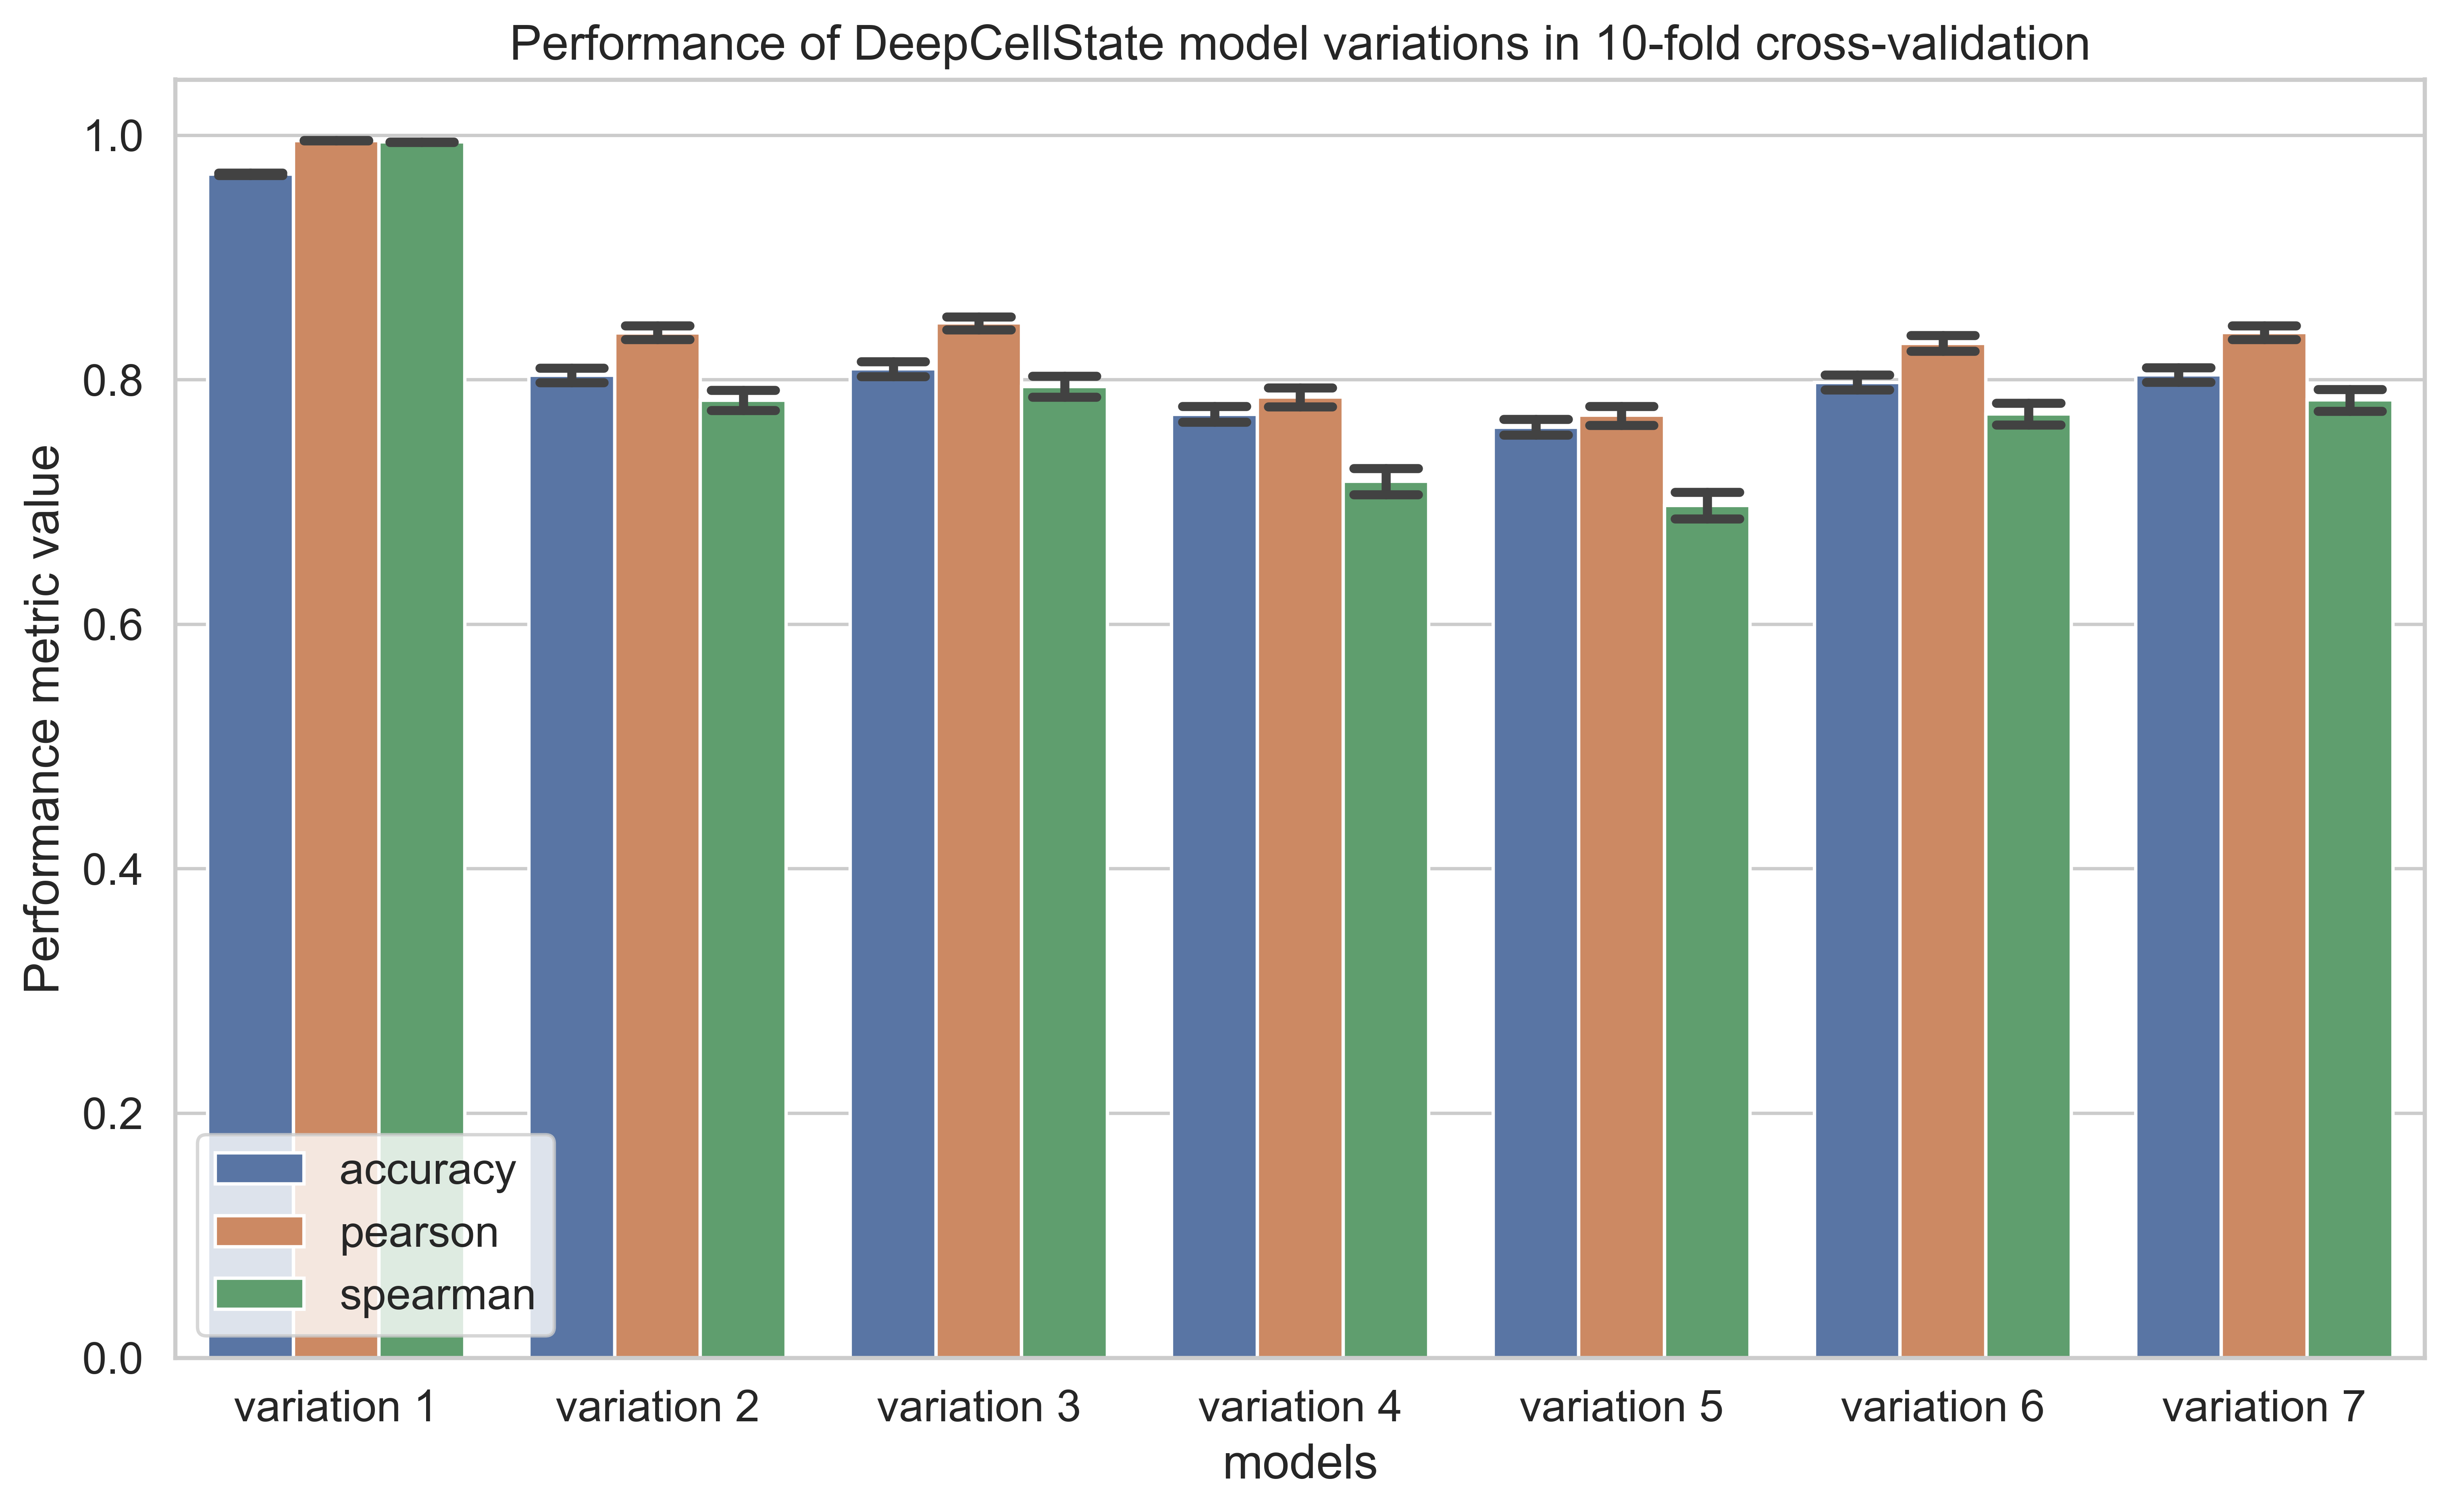 Performance of DeepCellState model variations in 10-fold cross-validation
Performance metric value
1.0
0.8
0.6
0.4
0.2
0.0
accuracy
pearson
spearman
variation 1
variation 2
variation 3
variation 4
variation 5
variation 6
variation 7
models